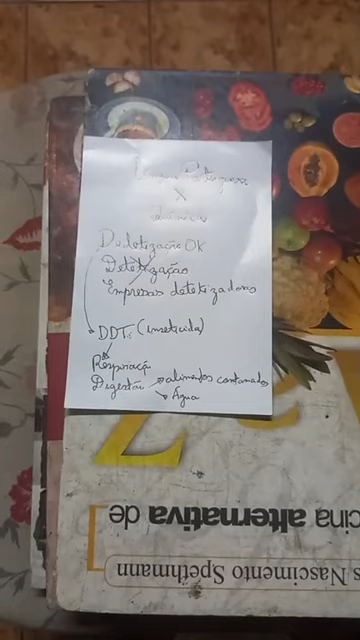 Língua Portuguesa
X
Química
Dedetização OK
Detetização
Empresas detetizadoras
DDT: (inseticida)
Respiração
Digestão → alimentos contamados
→ Água
cina alternativa de
s Nascimento Spethmann